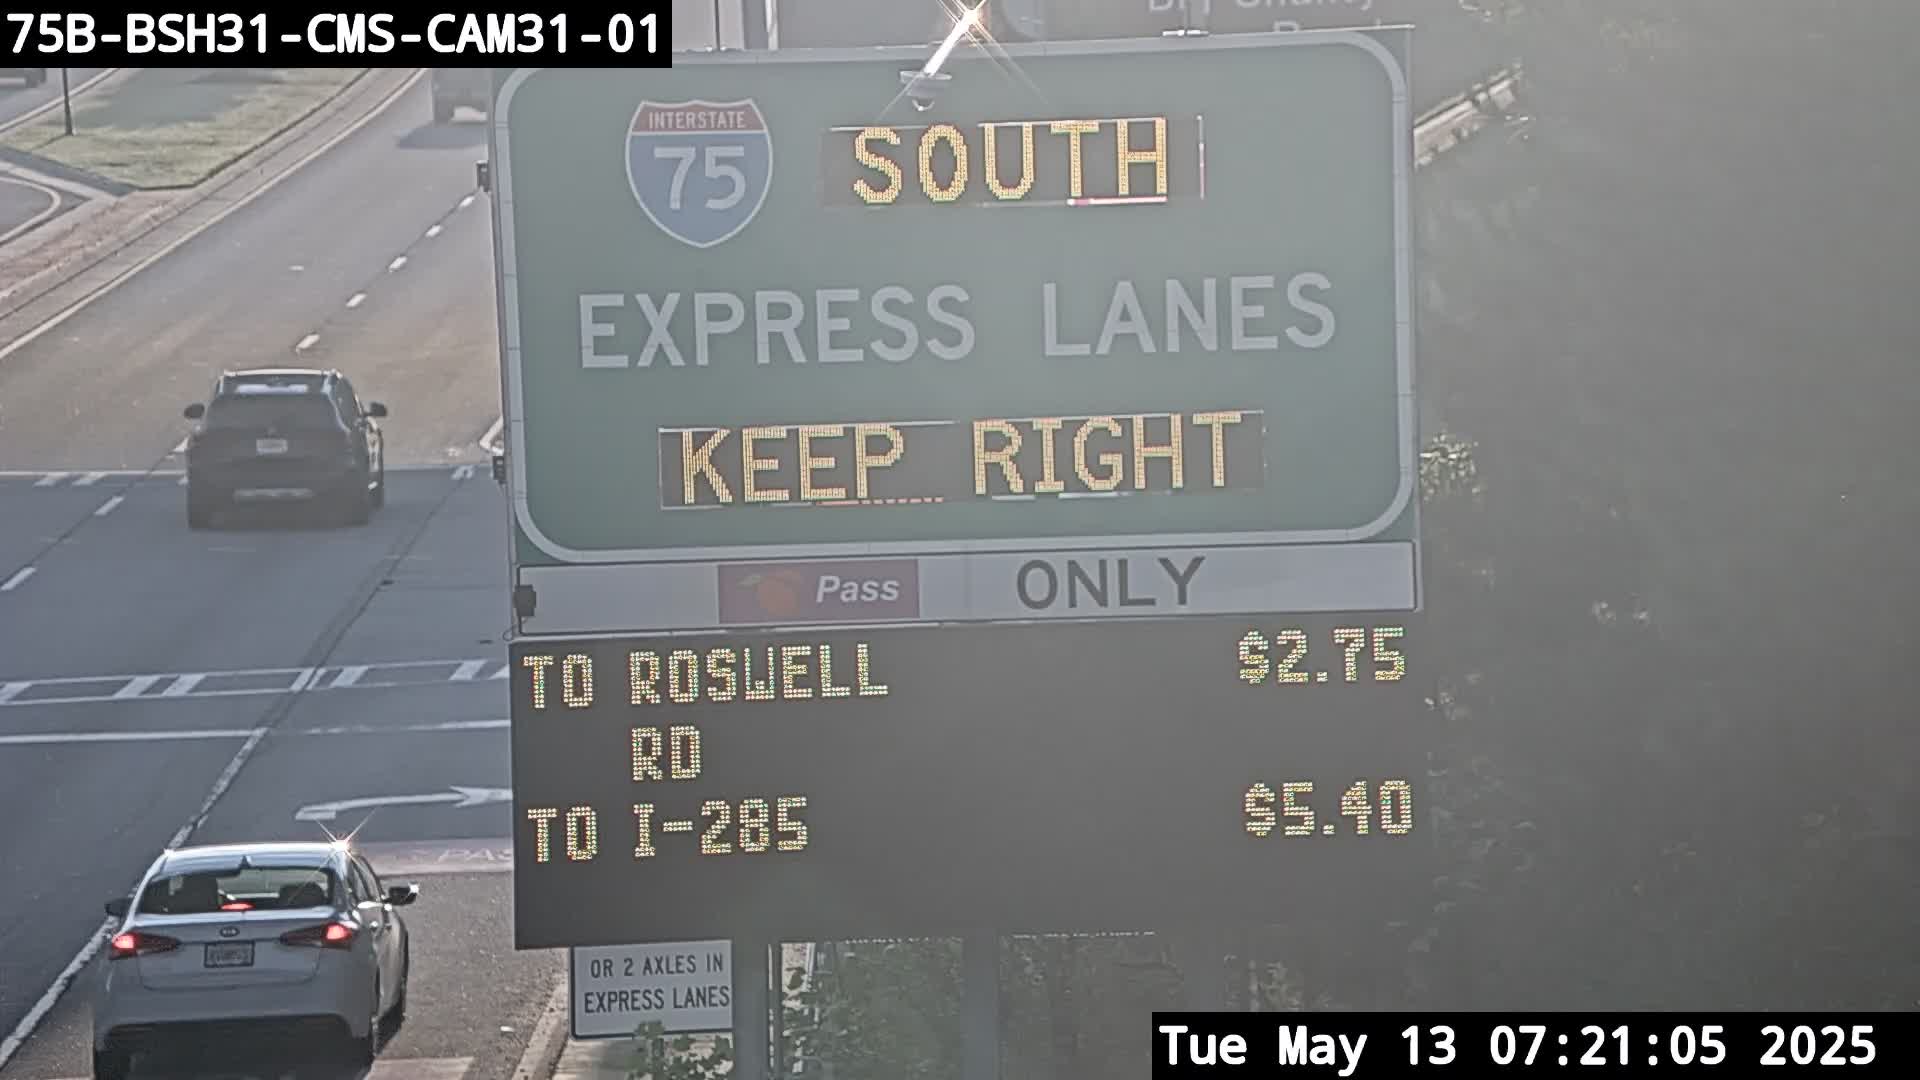 75B-BSH31-CMS-CAM31-01
INTERSTATE
75
SOUTH
EXPRESS LANES
KEEP RIGHT
Pass ONLY
TO ROSWELL $2.75
RD
TO I-285 $5.40
OR 2 AXLES IN
EXPRESS LANES
Tue May 13 07:21:05 2025